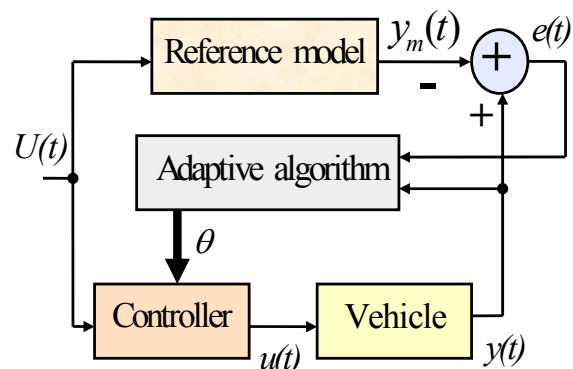 Reference model
y_m(t)
+
e(t)
-
+
U(t)
Adaptive algorithm
θ
Controller
u(t)
Vehicle
y(t)